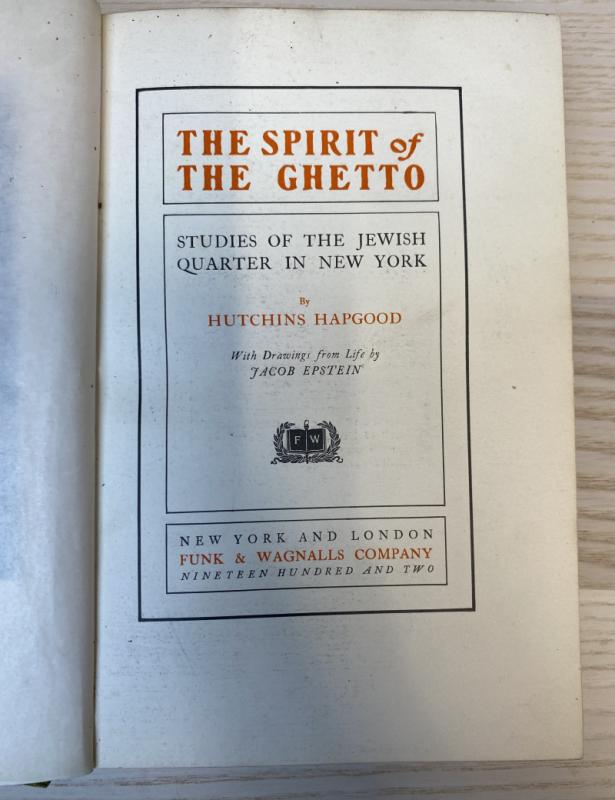 THE SPIRIT of
THE GHETTO
STUDIES OF THE JEWISH
QUARTER IN NEW YORK
By
HUTCHINS HAPGOOD
With Drawings from Life by
JACOB EPSTEIN
F W
NEW YORK AND LONDON
FUNK & WAGNALLS COMPANY
NINETEEN HUNDRED AND TWO